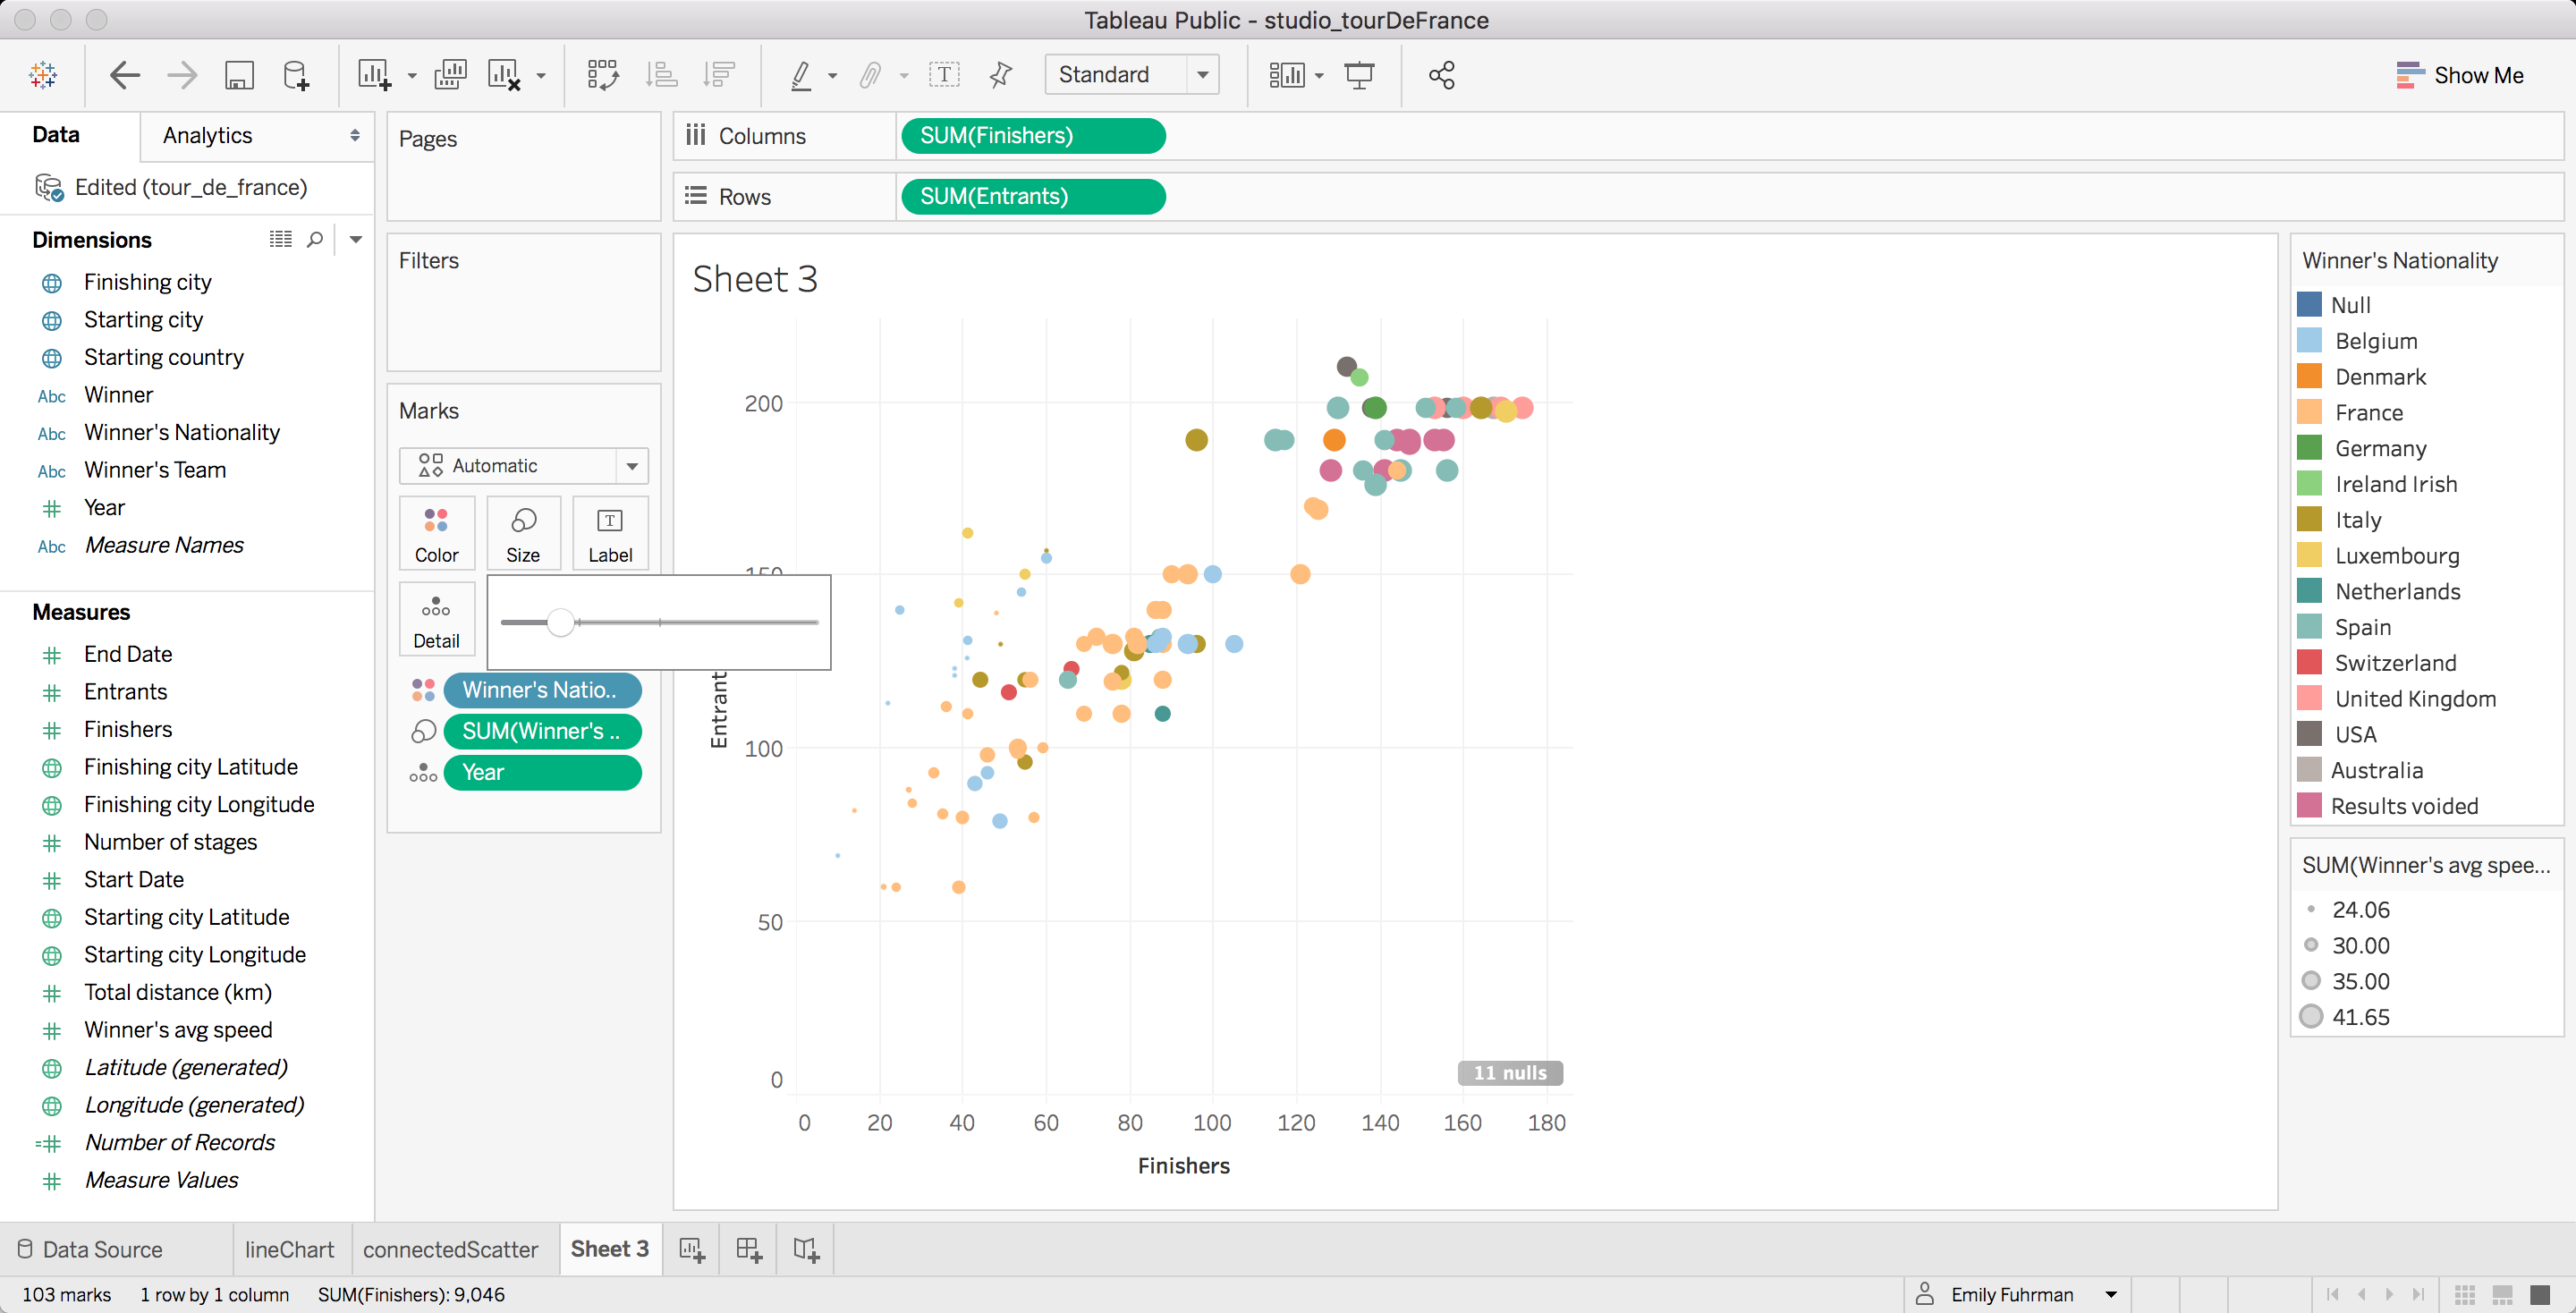 Tableau Public - studio_tourDeFrance
Standard
Show Me
Data
Analytics
Edited (tour_de_france)
Dimensions
Finishing city
Starting city
Starting country
Abc Winner
Abc Winner's Nationality
Abc Winner's Team
Year
Abc Measure Names
Measures
End Date
Entrants
Finishers
Finishing city Latitude
Finishing city Longitude
Number of stages
Start Date
Starting city Latitude
Starting city Longitude
Total distance (km)
Winner's avg speed
Latitude (generated)
Longitude (generated)
Number of Records
Measure Values
Pages
Filters
Marks
Automatic
Color
Size
Label
Detail
Winner's Natio..
SUM(Winner's ..
Year
Columns
SUM(Finishers)
Rows
SUM(Entrants)
Sheet 3
200
150
100
50
0
Entrant
0 20 40 60 80 100 120 140 160 180
Finishers
11 nulls
Winner's Nationality
Null
Belgium
Denmark
France
Germany
Ireland Irish
Italy
Luxembourg
Netherlands
Spain
Switzerland
United Kingdom
USA
Australia
Results voided
SUM(Winner's avg spee...
24.06
30.00
35.00
41.65
Data Source
lineChart
connectedScatter
Sheet 3
103 marks
1 row by 1 column
SUM(Finishers): 9,046
Emily Fuhrman